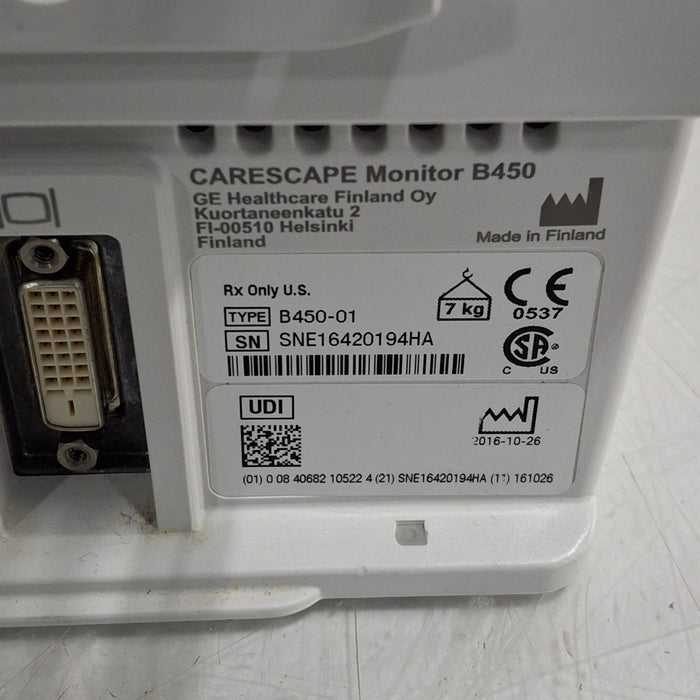 CARESCAPE Monitor B450
GE Healthcare Finland Oy
Kuortaneenkatu 2
FI-00510 Helsinki
Finland
Made in Finland
Rx Only U.S.
TYPE B450-01
SN SNE16420194HA
7 kg
CE
0537
CSA ®
C US
UDI
2016-10-26
(01) 0 08 40682 10522 4 (21) SNE16420194HA (11) 161026